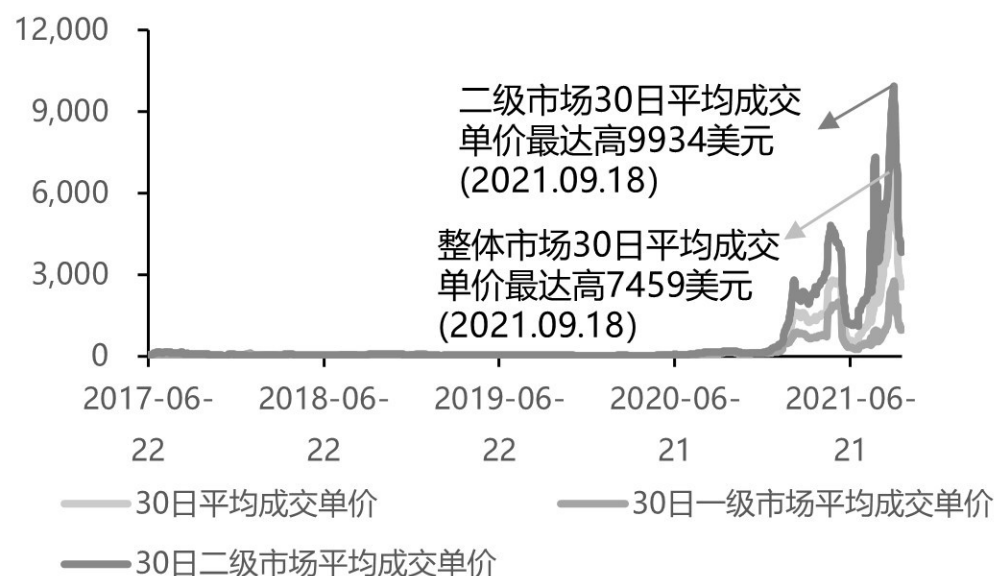 12,000
9,000
6,000
3,000
0
二级市场30日平均成交
单价最达高9934美元
(2021.09.18)
整体市场30日平均成交
单价最达高7459美元
(2021.09.18)
2017-06- 2018-06- 2019-06- 2020-06- 2021-06-
22 22 22 21 21
30日平均成交单价 30日一级市场平均成交单价
30日二级市场平均成交单价